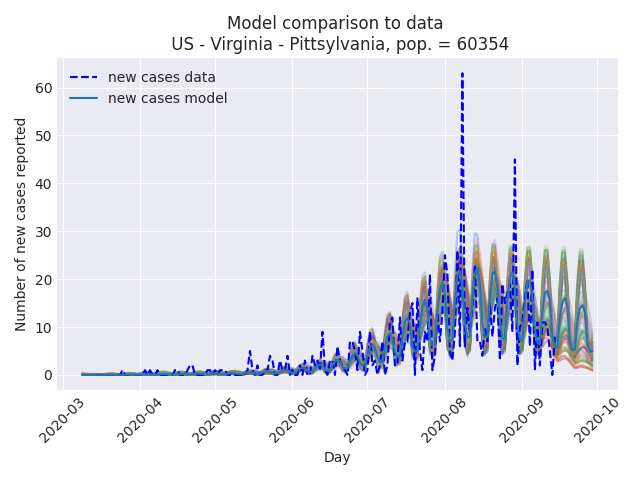 Model comparison to data
US - Virginia - Pittsylvania, pop. = 60354
new cases data
new cases model
Number of new cases reported
60
50
40
30
20
10
0
2020-03
2020-04
2020-05
2020-06
2020-07
2020-08
2020-09
2020-10
Day